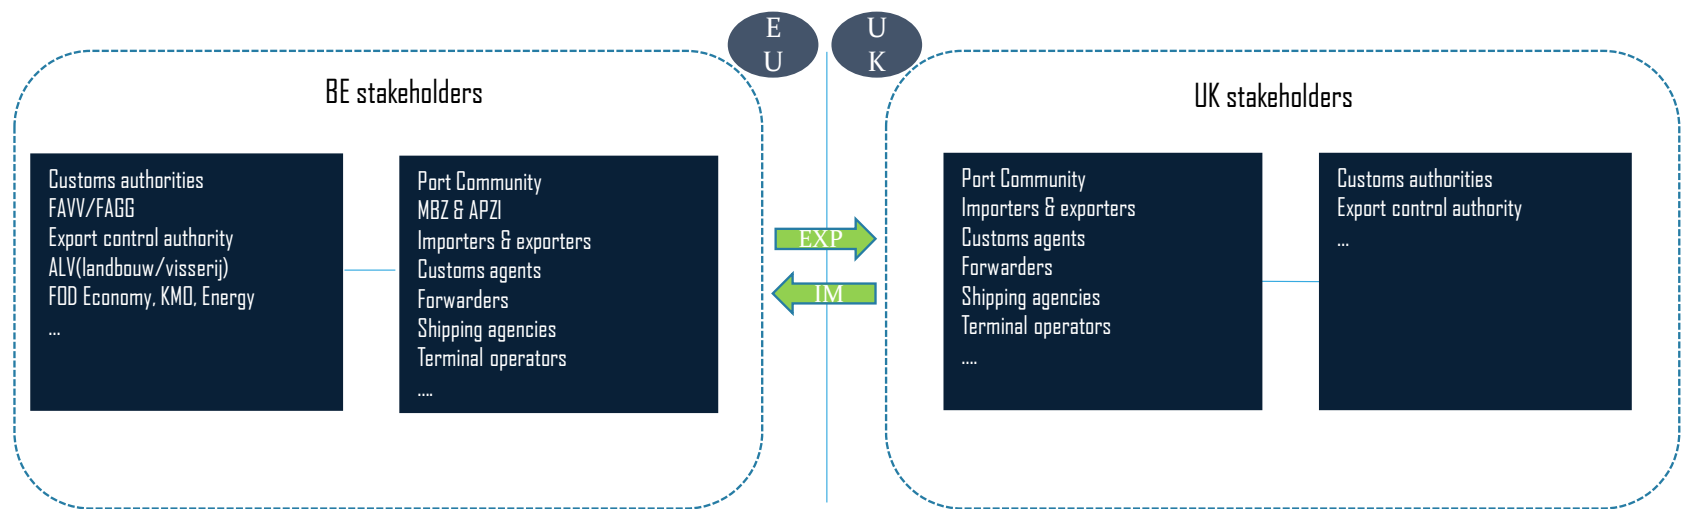 E
U
U
K
BE stakeholders
UK stakeholders
Customs authorities
FAVV/FAGG
Export control authority
ALV(landbouw/visserij)
FOD Economy, KMO, Energy
...
Port Community
MBZ & APZI
Importers & exporters
Customs agents
Forwarders
Shipping agencies
Terminal operators
....
EXP
IM
Port Community
Importers & exporters
Customs agents
Forwarders
Shipping agencies
Terminal operators
....
Customs authorities
Export control authority
...